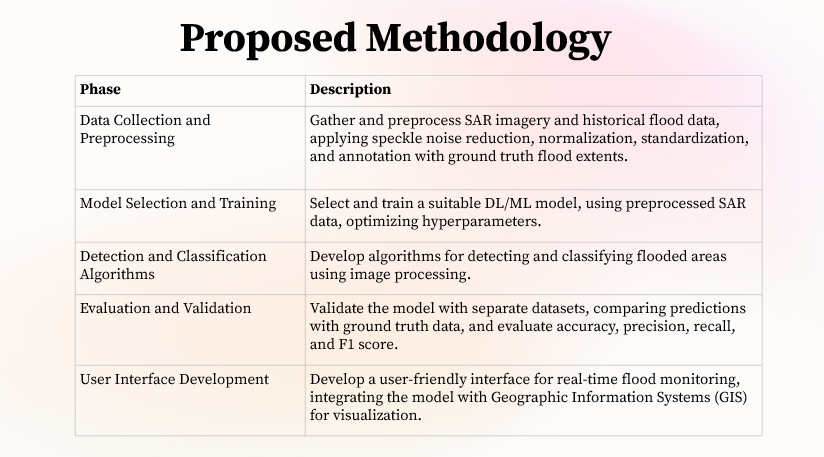 Proposed Methodology
Phase
Description
Data Collection and
Preprocessing
Gather and preprocess SAR imagery and historical flood data,
applying speckle noise reduction, normalization, standardization,
and annotation with ground truth flood extents.
Model Selection and Training
Select and train a suitable DL/ML model, using preprocessed SAR
data, optimizing hyperparameters.
Detection and Classification
Algorithms
Develop algorithms for detecting and classifying flooded areas
using image processing.
Evaluation and Validation
Validate the model with separate datasets, comparing predictions
with ground truth data, and evaluate accuracy, precision, recall,
and F1 score.
User Interface Development
Develop a user-friendly interface for real-time flood monitoring,
integrating the model with Geographic Information Systems (GIS)
for visualization.